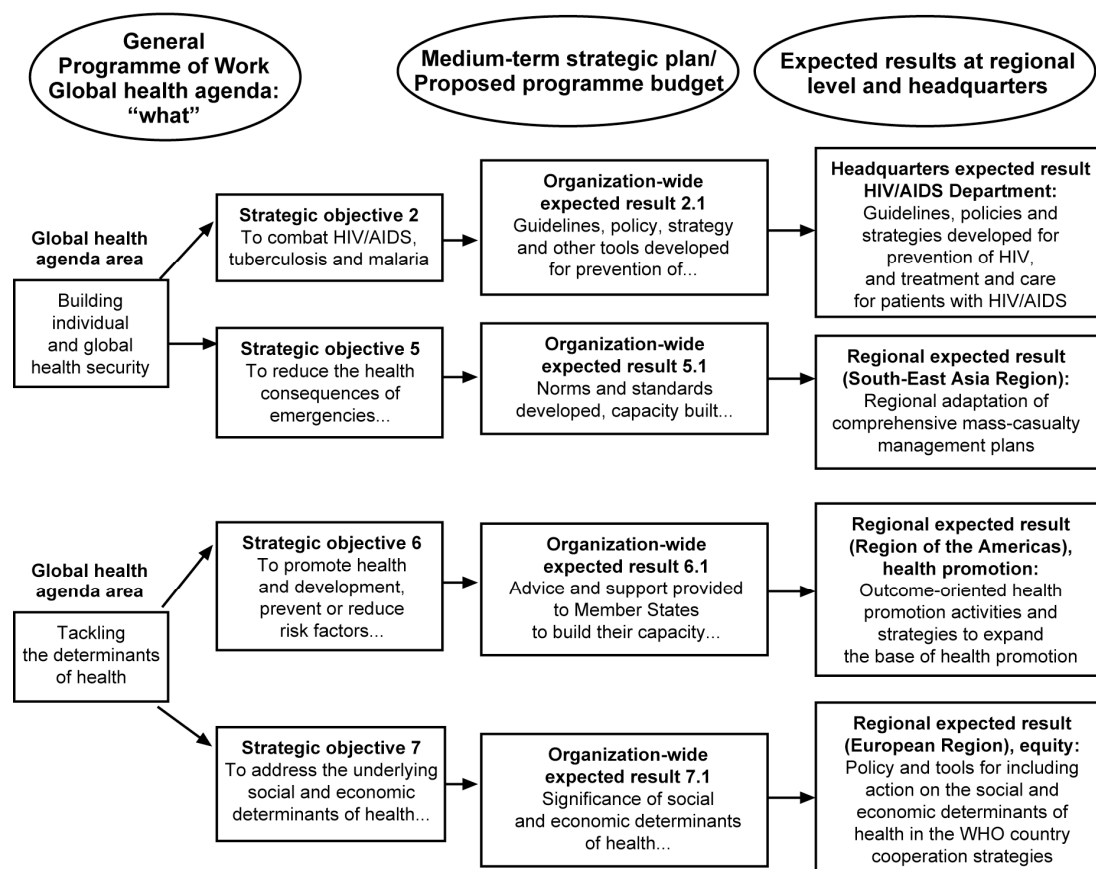 General
Programme of Work
Global health agenda:
“what”
Medium-term strategic plan/
Proposed programme budget
Expected results at regional
level and headquarters
Global health
agenda area
Building
individual
and global
health security
Strategic objective 2
To combat HIV/AIDS,
tuberculosis and malaria
Organization-wide
expected result 2.1
Guidelines, policy, strategy
and other tools developed
for prevention of...
Headquarters expected result
HIV/AIDS Department:
Guidelines, policies and
strategies developed for
prevention of HIV,
and treatment and care
for patients with HIV/AIDS
Strategic objective 5
To reduce the health
consequences of
emergencies...
Organization-wide
expected result 5.1
Norms and standards
developed, capacity built...
Regional expected result
(South-East Asia Region):
Regional adaptation of
comprehensive mass-casualty
management plans
Global health
agenda area
Tackling
the determinants
of health
Strategic objective 6
To promote health
and development,
prevent or reduce
risk factors...
Organization-wide
expected result 6.1
Advice and support provided
to Member States
to build their capacity...
Regional expected result
(Region of the Americas),
health promotion:
Outcome-oriented health
promotion activities and
strategies to expand
the base of health promotion
Strategic objective 7
To address the underlying
social and economic
determinants of health...
Organization-wide
expected result 7.1
Significance of social
and economic determinants
of health...
Regional expected result
(European Region), equity:
Policy and tools for including
action on the social and
economic determinants of
health in the WHO country
cooperation strategies